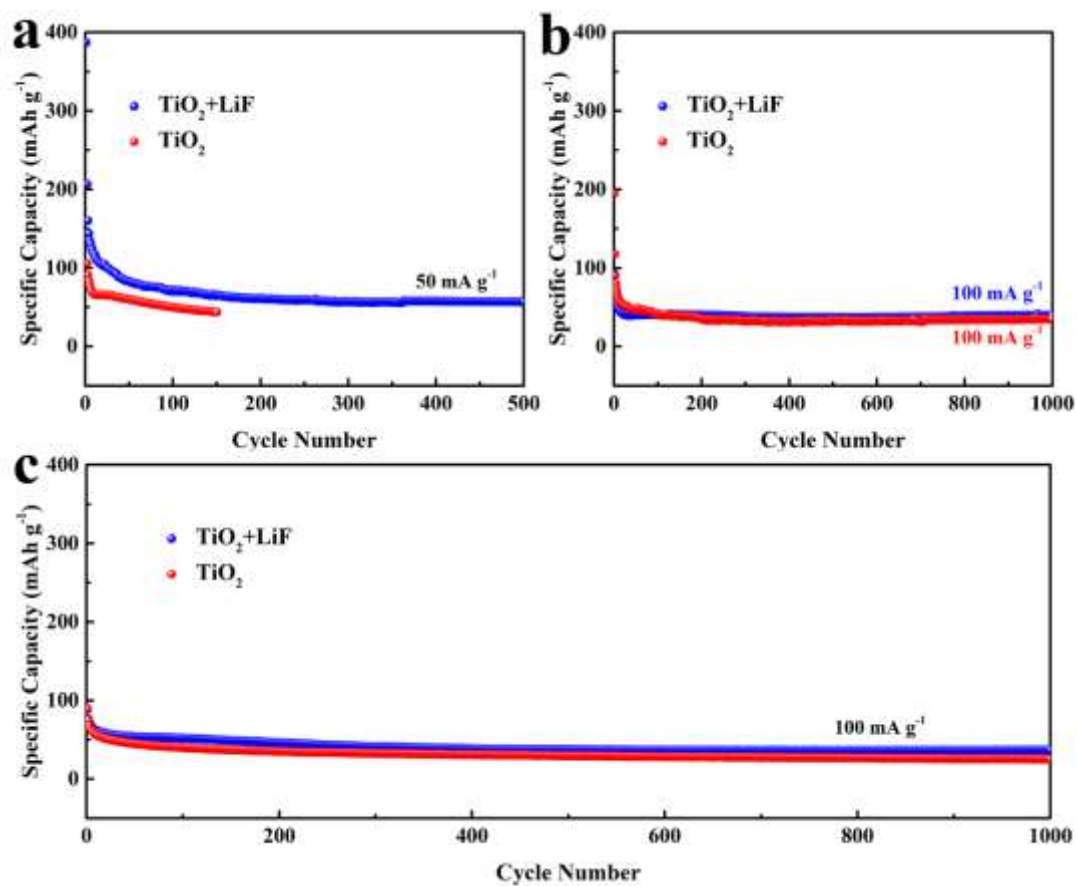 a
400
300
200
100
0
Specific Capacity (mAh g⁻¹)
TiO₂+LiF
TiO₂
50 mA g⁻¹
0 100 200 300 400 500
Cycle Number
b
400
300
200
100
0
Specific Capacity (mAh g⁻¹)
TiO₂+LiF
TiO₂
100 mA g⁻¹
100 mA g⁻¹
0 200 400 600 800 1000
Cycle Number
c
400
300
200
100
0
Specific Capacity (mAh g⁻¹)
TiO₂+LiF
TiO₂
100 mA g⁻¹
0 200 400 600 800 1000
Cycle Number